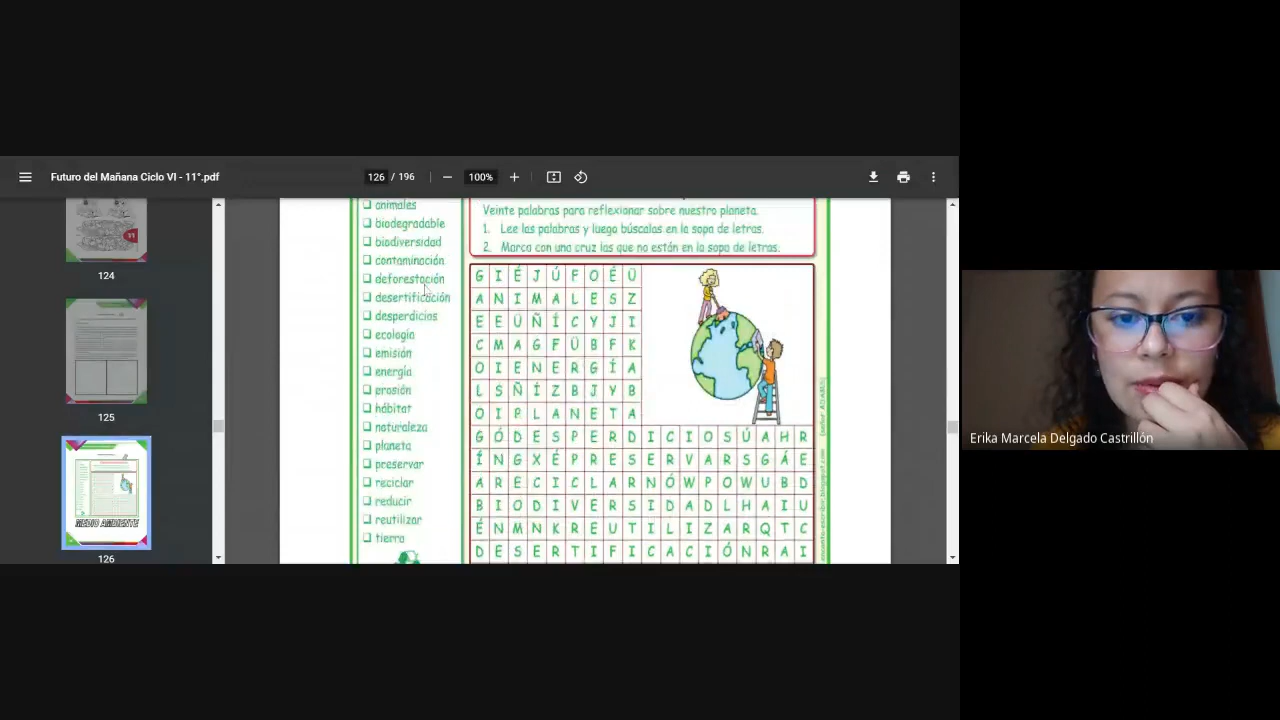 Futuro del Mañana Ciclo VI - 11°.pdf
126 / 196
100%
124
125
MEDIO AMBIENTE
126
animales
biodegradable
biodiversidad
contaminación
deforestación
desertificación
desperdicios
ecología
emisión
energía
erosión
hábitat
naturaleza
planeta
preservar
reciclar
reducir
reutilizar
tierra
Veinte palabras para reflexionar sobre nuestro planeta.
1. Lee las palabras y luego búscalas en la sopa de letras.
2. Marca con una cruz las que no están en la sopa de letras.
G I É J Ú F O É Ü
A N I M A L E S Z
E E Ü Ñ Í C Y J I
C M A G F Ü B F K
O I E N E R G Í A
L S Ñ Í Z B J Y B
O I P L A N E T A
G Ó D E S P E R D I C I O S Ú A H R
Í N G X É P R E S E R V A R S G Á E
A R E C I C L A R N Ó W P O W U B D
B I O D I V E R S I D A D L H A I U
É N M N K R E U T I L I Z A R Q T C
D E S E R T I F I C A C I Ó N R A I
Erika Marcela Delgado Castrillón